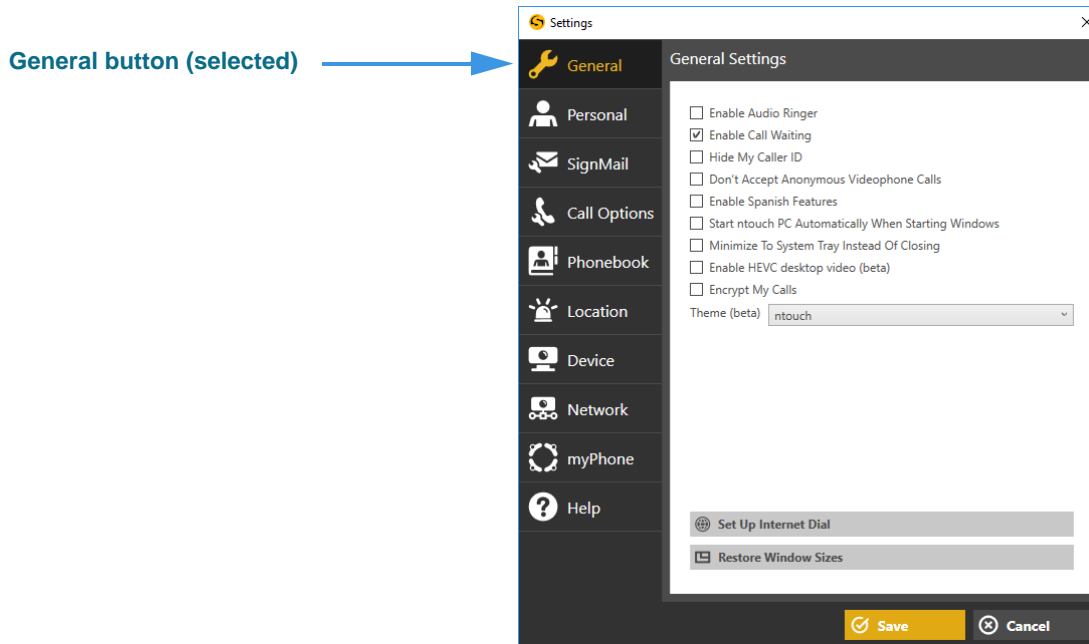 Settings
General button (selected)
General
Personal
SignMail
Call Options
Phonebook
Location
Device
Network
myPhone
Help
General Settings
Enable Audio Ringer
Enable Call Waiting
Hide My Caller ID
Don't Accept Anonymous Videophone Calls
Enable Spanish Features
Start ntouch PC Automatically When Starting Windows
Minimize To System Tray Instead Of Closing
Enable HEVC desktop video (beta)
Encrypt My Calls
Theme (beta) ntouch
Set Up Internet Dial
Restore Window Sizes
Save
Cancel